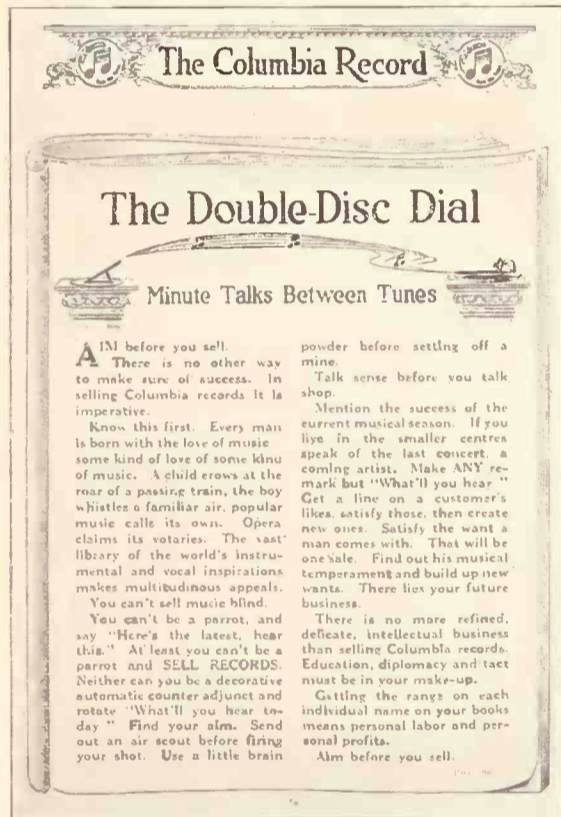 The Columbia Record
The Double-Disc Dial
Minute Talks Between Tunes
AIM before you sell.
There is no other way
to make sure of success. In
selling Columbia records it is
imperative.
Know this first. Every man
is born with the love of music
some kind of love of some kind
of music. A child crows at the
roar of a passing train, the boy
whistles a familiar air, popular
music calls its own. Opera
claims its votaries. The vast
library of the world's instru-
mental and vocal inspirations
makes multitudinous appeals.
You can't sell music blind.
You can't be a parrot, and
say "Here's the latest, hear
this." At least you can't be a
parrot and SELL RECORDS.
Neither can you be a decorative
automatic counter adjunct and
rotate "What'll you hear to-
day" Find your aim. Send
out an air scout before firing
your shot. Use a little brain
powder before setting off a
mine.
Talk sense before you talk
shop.
Mention the success of the
current musical season. If you
live in the smaller centres
speak of the last concert, a
coming artist. Make ANY re-
mark but "What'll you hear"
Get a line on a customer's
likes, satisfy those, then create
new ones. Satisfy the want a
man comes with. That will be
one sale. Find out his musical
temperament and build up new
wants. There lies your future
business.
There is no more refined,
delicate, intellectual business
than selling Columbia records.
Education, diplomacy and tact
must be in your make-up.
Getting the range on each
individual name on your books
means personal labor and per-
sonal profits.
Aim before you sell.